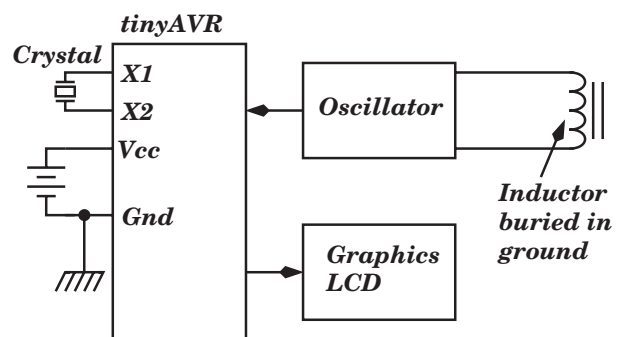 tinyAVR
Crystal
X1
X2
Vcc
Gnd
Oscillator
Inductor
buried in
ground
Graphics
LCD